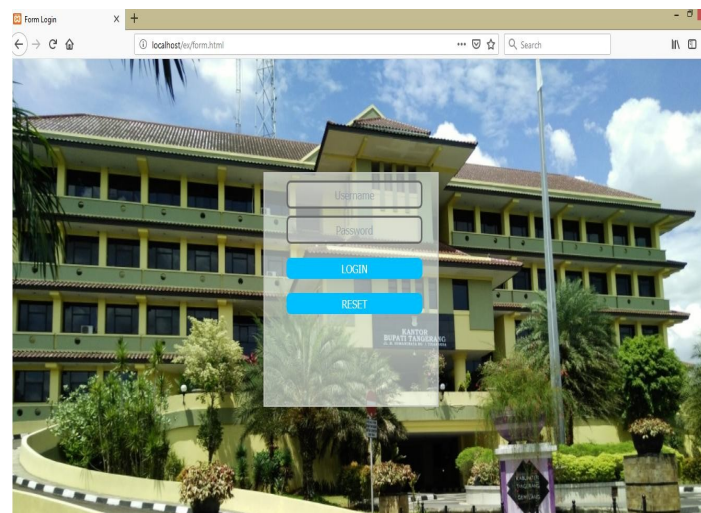 Form Login
localhost/ex/form.html
Search
Username
Password
LOGIN
RESET
KANTOR
BUPATI TANGERANG